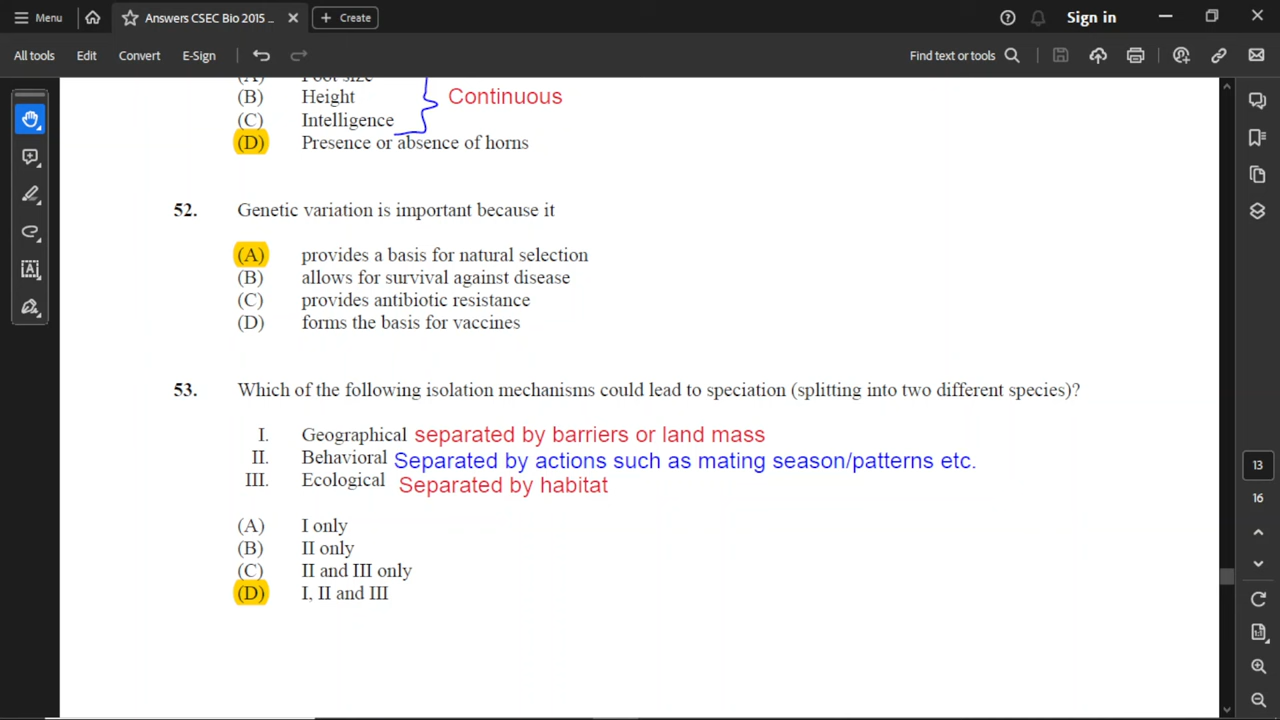 Menu
Answers CSEC Bio 2015 ...
Create
Sign in
All tools
Edit
Convert
E-Sign
Find text or tools
(A) Foot size
(B) Height
Continuous
(C) Intelligence
(D) Presence or absence of horns
52. Genetic variation is important because it
(A) provides a basis for natural selection
(B) allows for survival against disease
(C) provides antibiotic resistance
(D) forms the basis for vaccines
53. Which of the following isolation mechanisms could lead to speciation (splitting into two different species)?
I. Geographical separated by barriers or land mass
II. Behavioral Separated by actions such as mating season/patterns etc.
III. Ecological Separated by habitat
(A) I only
(B) II only
(C) II and III only
(D) I, II and III
13
16